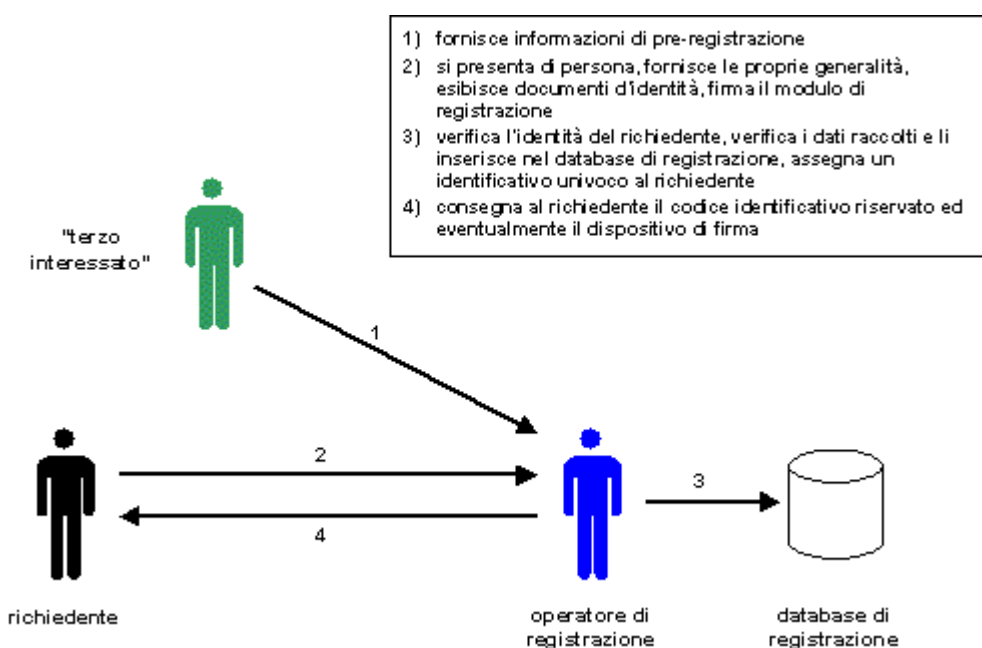 1) fornisce informazioni di pre-registrazione
2) si presenta di persona, fornisce le proprie generalità,
esibisce documenti d'identità, firma il modulo di
registrazione
3) verifica l'identità del richiedente, verifica i dati raccolti e li
inserisce nel database di registrazione, assegna un
identificativo univoco al richiedente
4) consegna al richiedente il codice identificativo riservato ed
eventualmente il dispositivo di firma
"terzo
interessato"
1
2
3
4
richiedente
operatore di
registrazione
database di
registrazione